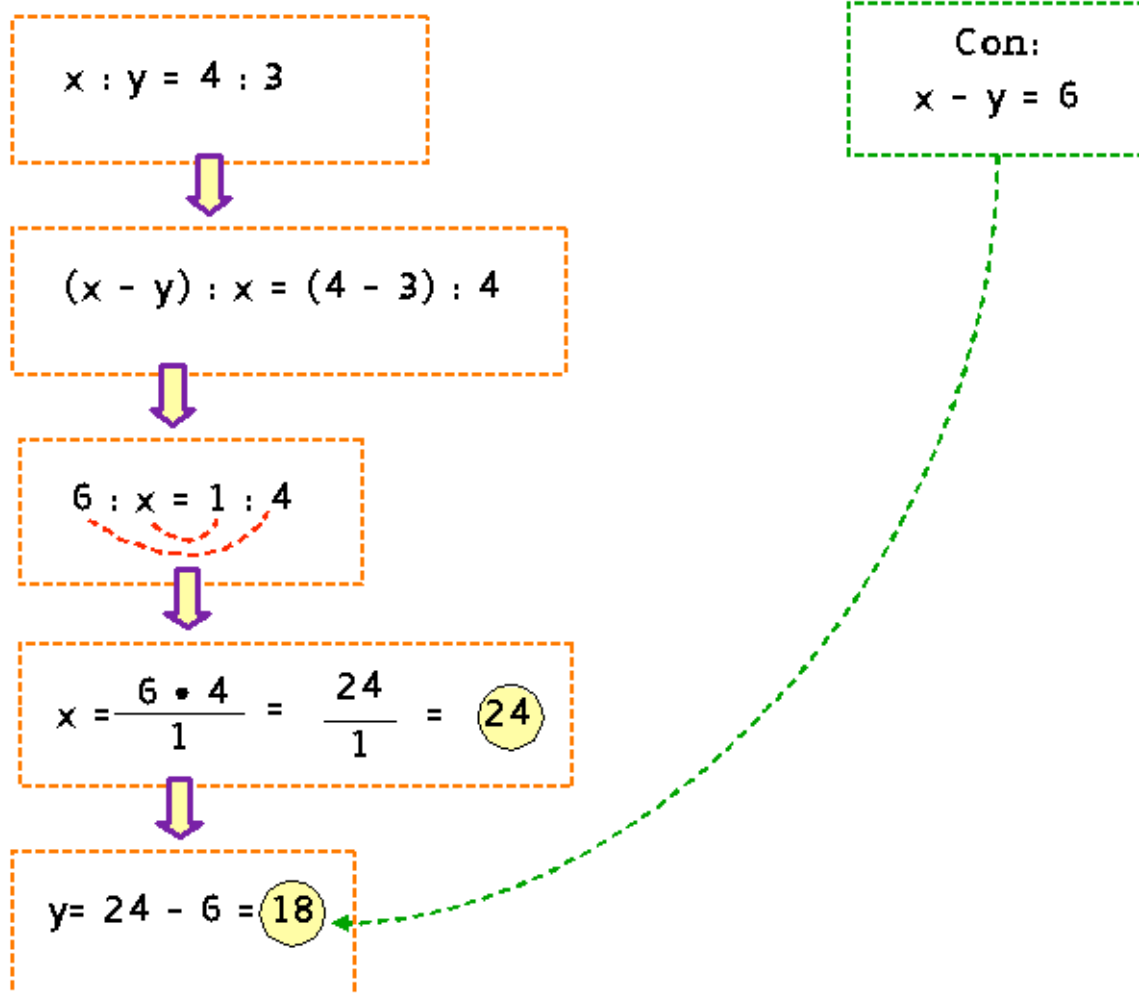 x : y = 4 : 3
Con:
x - y = 6
(x - y) : x = (4 - 3) : 4
6 : x = 1 : 4
x = 6 • 4 / 1 = 24 / 1 = 24
y= 24 - 6 = 18